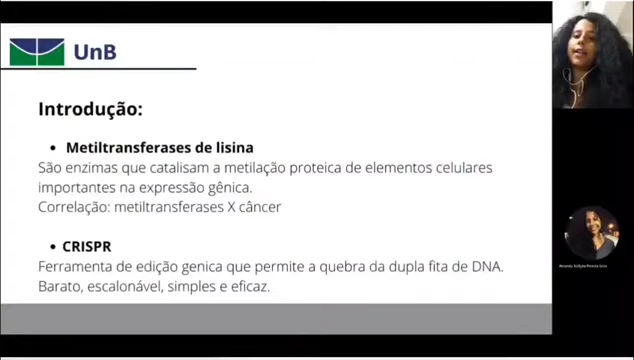 UnB
Introdução:
• Metiltransferases de lisina
São enzimas que catalisam a metilação proteica de elementos celulares
importantes na expressão gênica.
Correlação: metiltransferases X câncer
• CRISPR
Ferramenta de edição genica que permite a quebra da dupla fita de DNA.
Barato, escalonável, simples e eficaz.